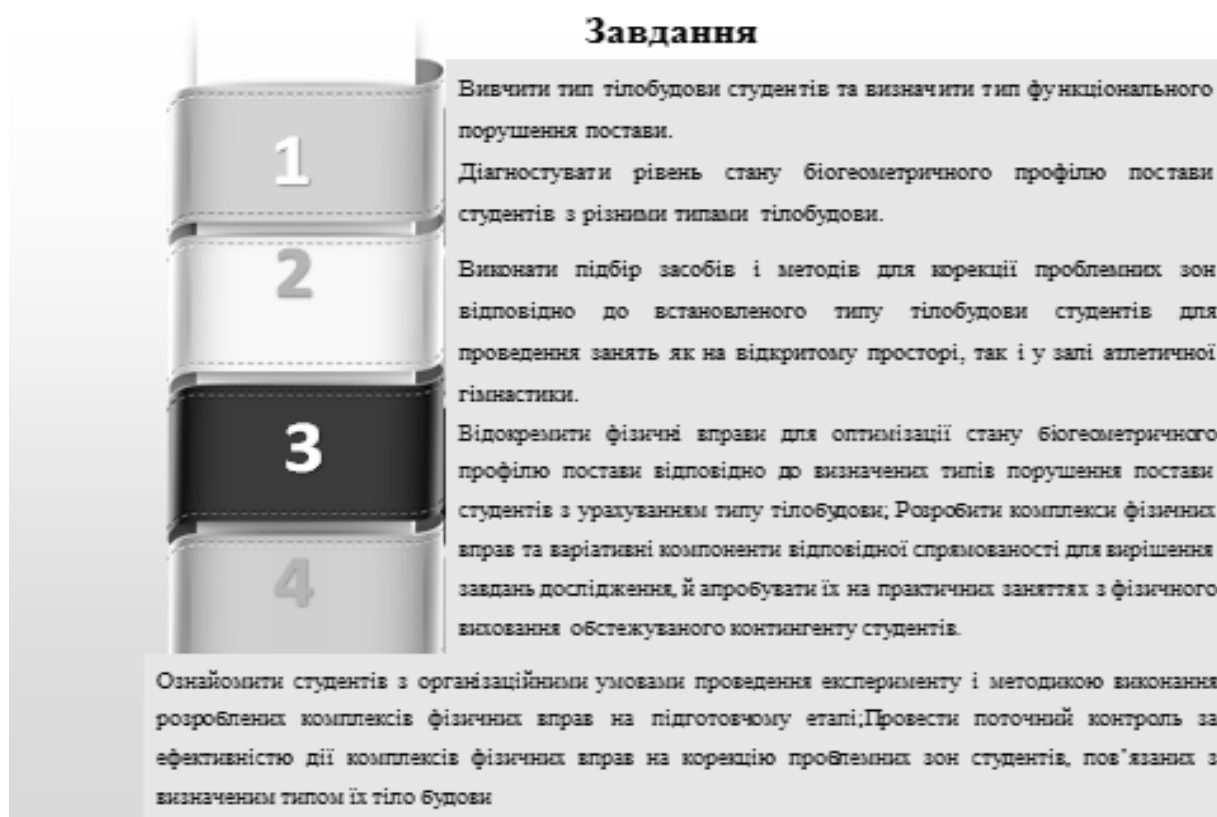 Завдання
1
Вивчити тип тілобудови студентів та визначити тип функціонального
порушення постави.
Діагностувати рівень стану біогеометричного профілю постави
студентів з різними типами тілобудови.
2
Виконати підбір засобів і методів для корекції проблемних зон
відповідно до встановленого типу тілобудови студентів для
проведення занять як на відкритому просторі, так і у залі атлетичної
гімнастики.
3
Відокремити фізичні вправи для оптимізації стану біогеометричного
профілю постави відповідно до визначених типів порушення постави
студентів з урахуванням типу тілобудови; Розробити комплекси фізичних
вправ та варіативні компоненти відповідної спрямованості для вирішення
4
завдань дослідження, й апробувати їх на практичних заняттях з фізичного
виховання обстежуваного контингенту студентів.
Ознайомити студентів з організаційними умовами проведення експерименту і методикою виконання
розроблених комплексів фізичних вправ на підготовчому етапі;Провести поточний контроль за
ефективністю дії комплексів фізичних вправ на корекцію проблемних зон студентів, пов’язаних з
визначеним типом їх тіло будови